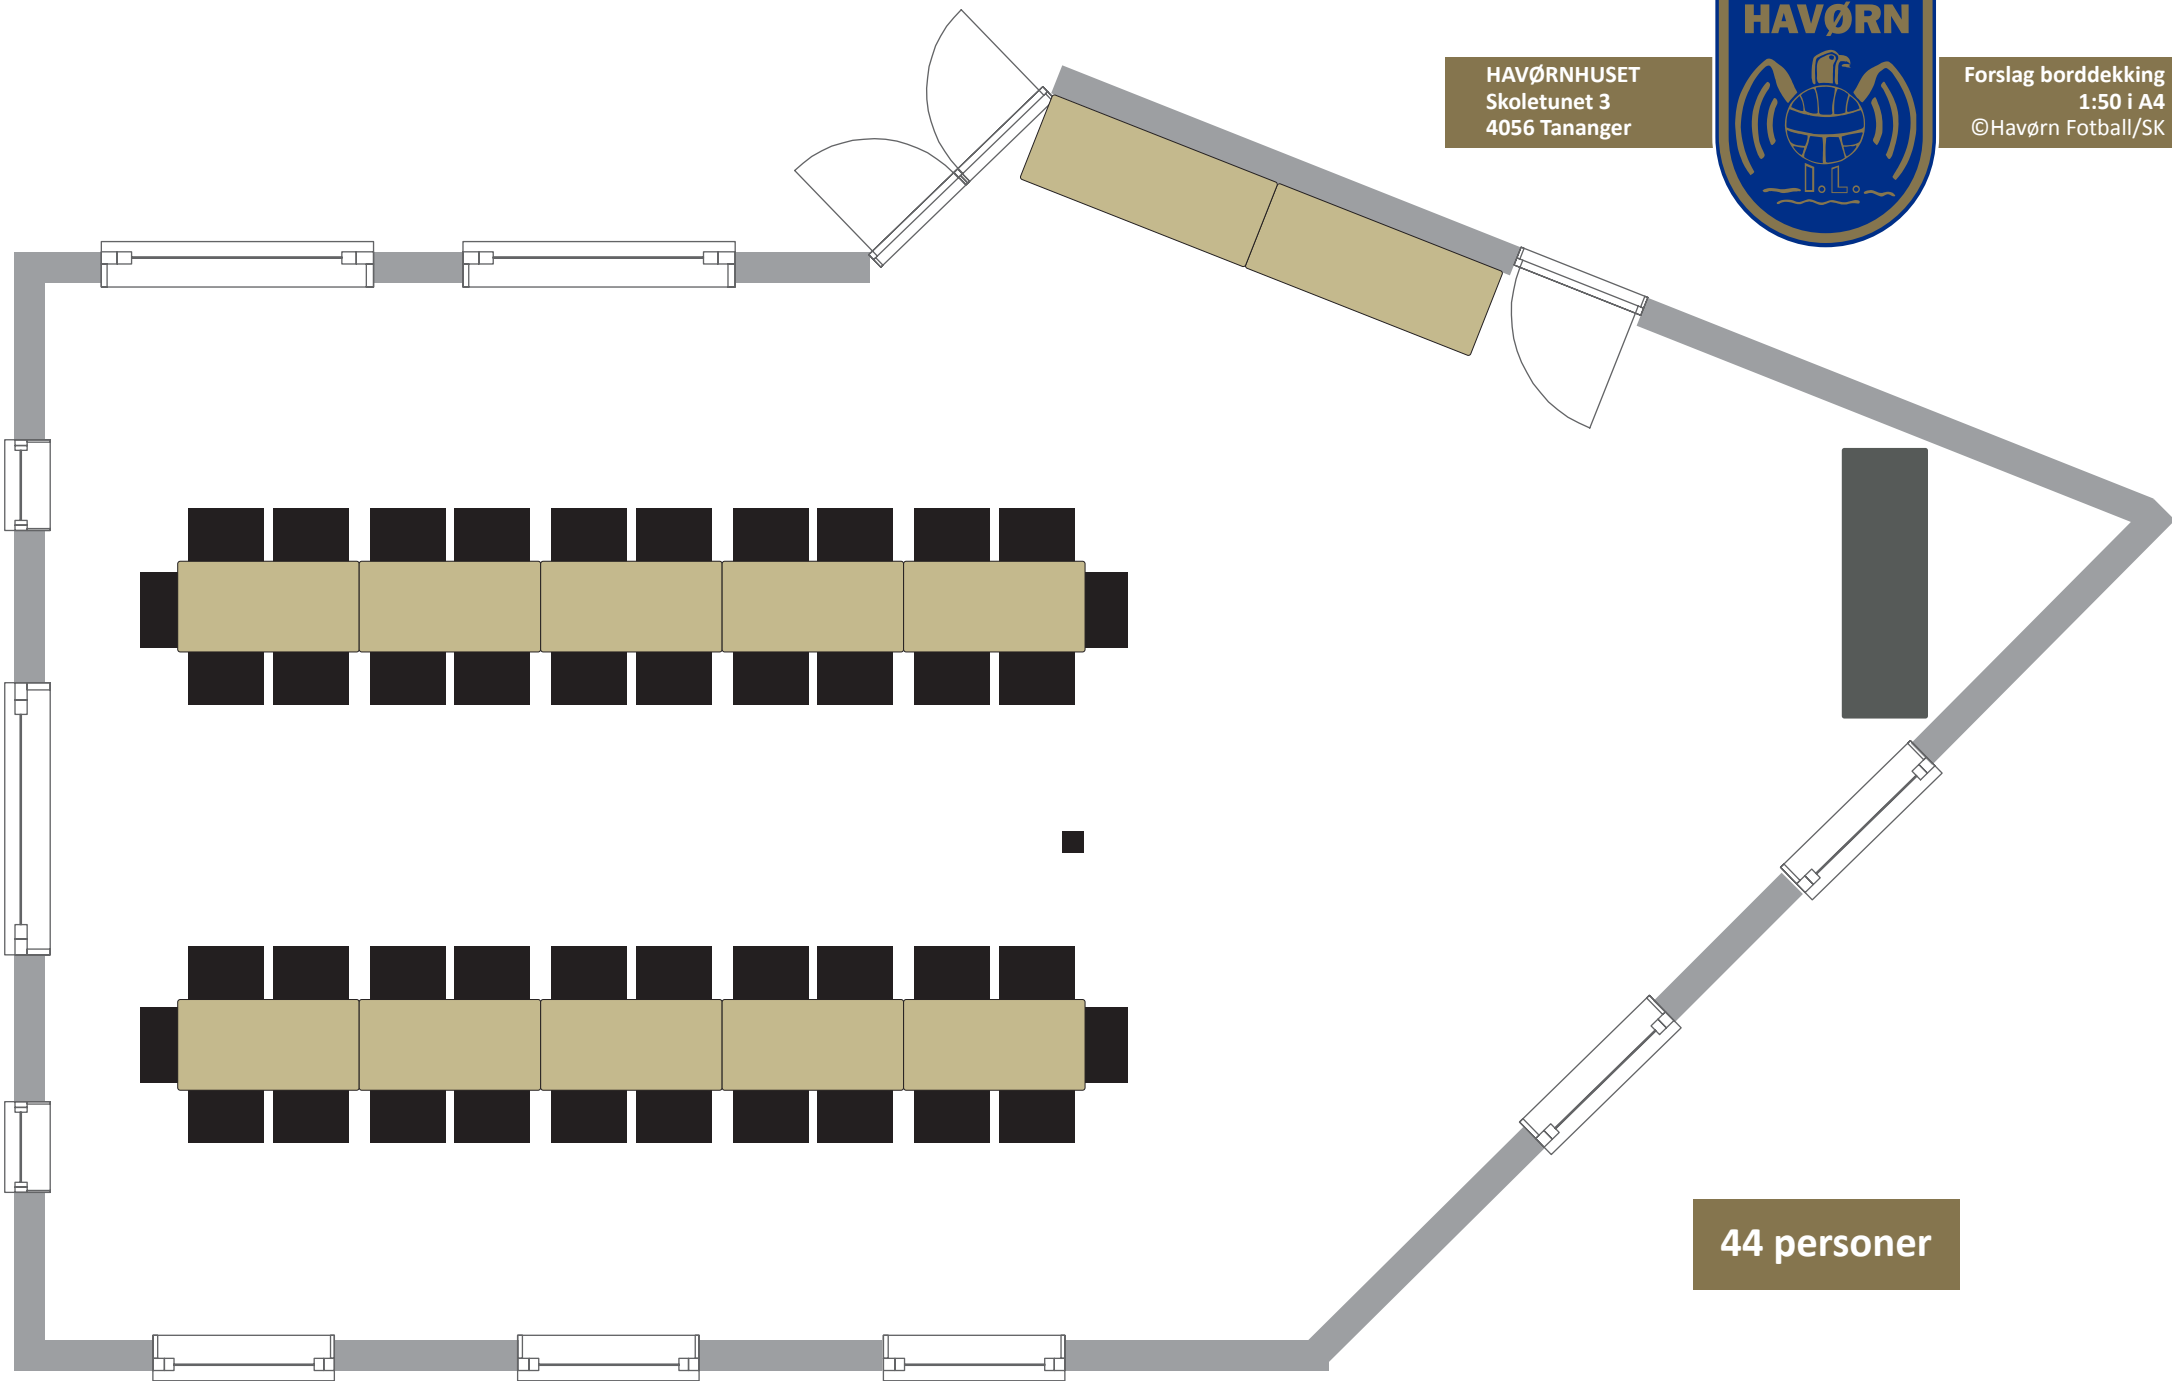 HAVØRN
I.L.
HAVØRNHUSET
Skoletunet 3
4056 Tananger
Forslag borddekking
1:50 i A4
©Havørn Fotball/SK
44 personer